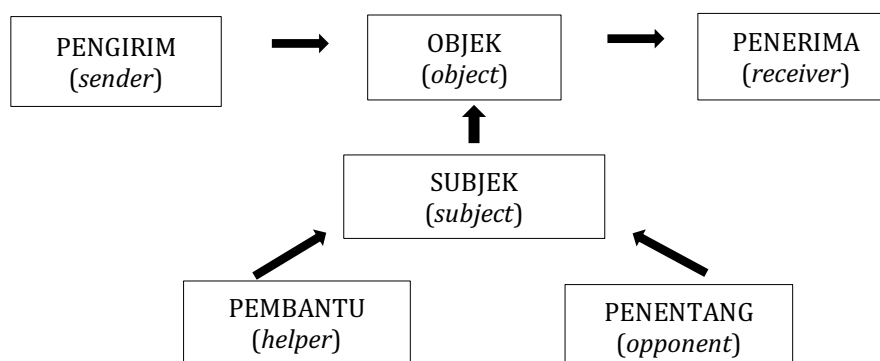 PENGIRIM
(sender)
OBJEK
(object)
PENERIMA
(receiver)
SUBJEK
(subject)
PEMBANTU
(helper)
PENENTANG
(opponent)